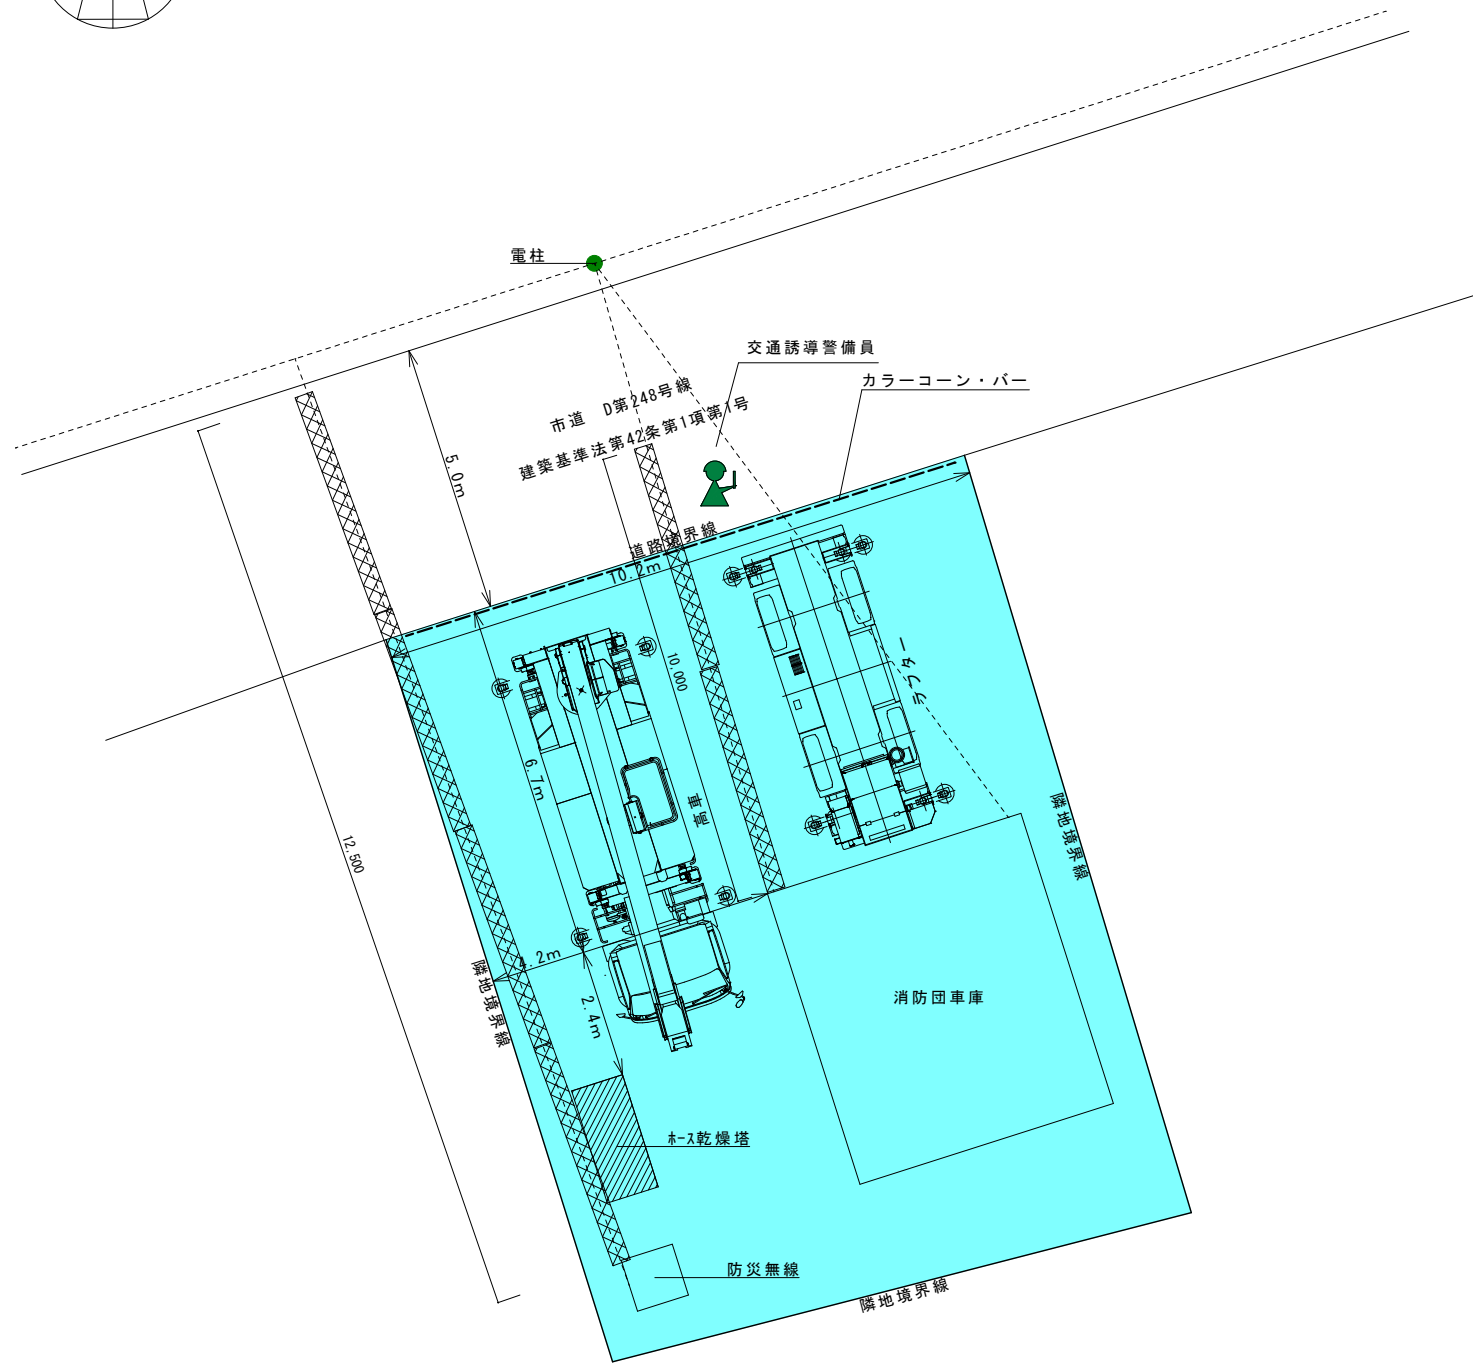 電柱
交通誘導警備員
カラーコーン・バー
市道　D第248号線
建築基準法第42条第1項第1号
5.0m
道路境界線
10.2m
10,000
ラフター
6.7m
高車
12,500
隣地境界線
4.2m
隣地境界線
2.4m
消防団車庫
ﾎｰｽ乾燥塔
防災無線
隣地境界線